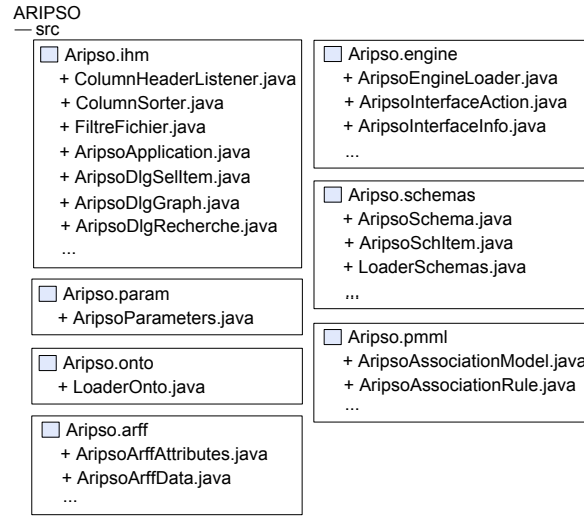 ARIPSO
— src
Aripso.ihm
+ ColumnHeaderListener.java
+ ColumnSorter.java
+ FiltreFichier.java
+ AripsoApplication.java
+ AripsoDlgSelItem.java
+ AripsoDlgGraph.java
+ AripsoDlgRecherche.java
...
Aripso.param
+ AripsoParameters.java
Aripso.onto
+ LoaderOnto.java
Aripso.arff
+ AripsoArffAttributes.java
+ AripsoArffData.java
...
Aripso.engine
+ AripsoEngineLoader.java
+ AripsoInterfaceAction.java
+ AripsoInterfaceInfo.java
...
Aripso.schemas
+ AripsoSchema.java
+ AripsoSchItem.java
+ LoaderSchemas.java
...
Aripso.pmml
+ AripsoAssociationModel.java
+ AripsoAssociationRule.java
...